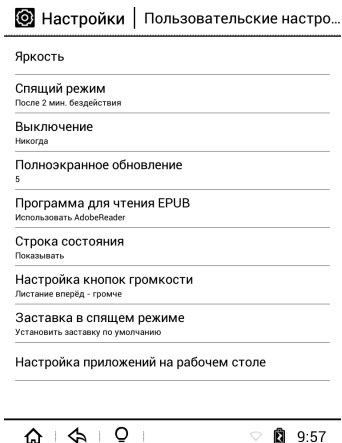 Настройки | Пользовательские настро...
Яркость
Спящий режим
После 2 мин. бездействия
Выключение
Никогда
Полноэкранное обновление
5
Программа для чтения EPUB
Использовать AdobeReader
Строка состояния
Показывать
Настройка кнопок громкости
Листание вперёд - громче
Заставка в спящем режиме
Установить заставку по умолчанию
Настройка приложений на рабочем столе
9:57